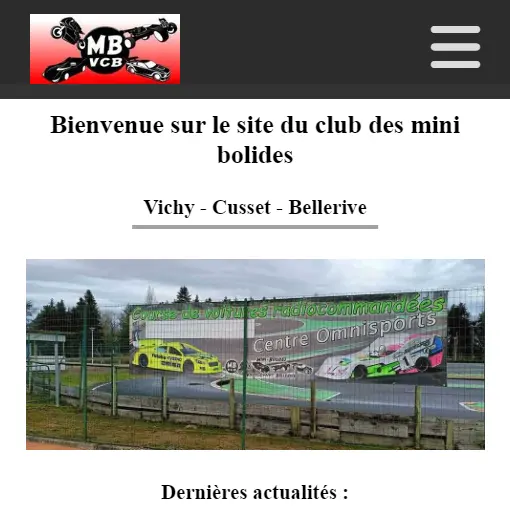 MB
VCB
Bienvenue sur le site du club des mini
bolides
Vichy - Cusset - Bellerive
Course de voitures radiocommandées
Centre Omnisports
Dernières actualités :